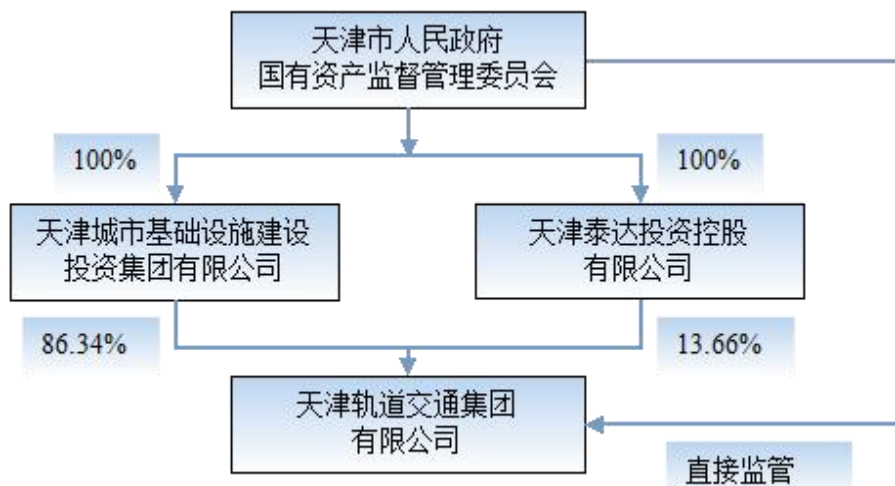 天津市人民政府
国有资产监督管理委员会
100%
100%
天津城市基础设施建设
投资集团有限公司
天津泰达投资控股
有限公司
86.34%
13.66%
天津轨道交通集团
有限公司
直接监管